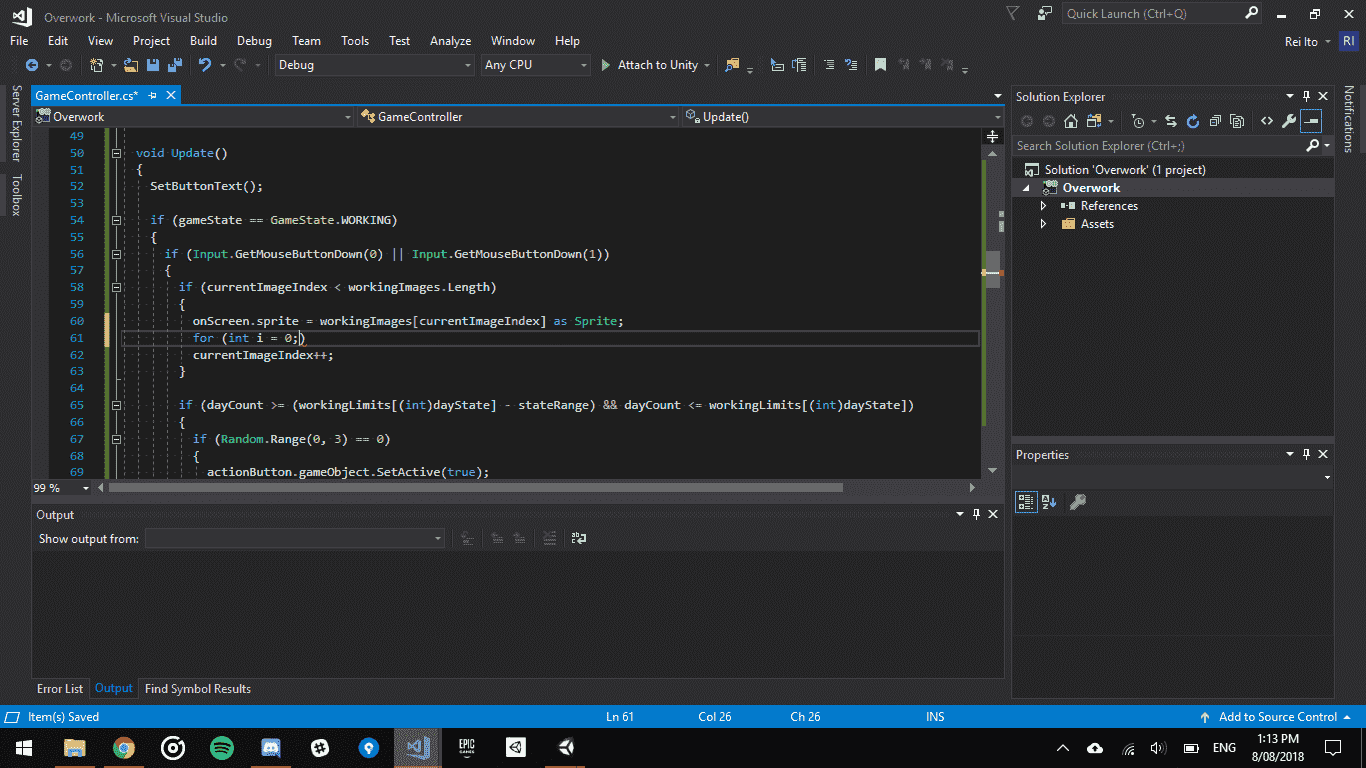 Overwork - Microsoft Visual Studio
Quick Launch (Ctrl+Q)
File Edit View Project Build Debug Team Tools Test Analyze Window Help
Rei Ito RI
Debug Any CPU Attach to Unity
Server Explorer
Toolbox
GameController.cs*
Overwork GameController Update()
49
50 void Update()
51 {
52 SetButtonText();
53
54 if (gameState == GameState.WORKING)
55 {
56 if (Input.GetMouseButtonDown(0) || Input.GetMouseButtonDown(1))
57 {
58 if (currentImageIndex < workingImages.Length)
59 {
60 onScreen.sprite = workingImages[currentImageIndex] as Sprite;
61 for (int i = 0;)
62 currentImageIndex++;
63 }
64
65 if (dayCount >= (workingLimits[(int)dayState] - stateRange) && dayCount <= workingLimits[(int)dayState])
66 {
67 if (Random.Range(0, 3) == 0)
68 {
69 actionButton.gameObject.SetActive(true);
99 %
Output
Show output from:
Error List Output Find Symbol Results
Solution Explorer
Search Solution Explorer (Ctrl+;)
Solution 'Overwork' (1 project)
Overwork
References
Assets
Properties
Notifications
Item(s) Saved Ln 61 Col 26 Ch 26 INS Add to Source Control
EPIC GAMES
ENG
1:13 PM
8/08/2018